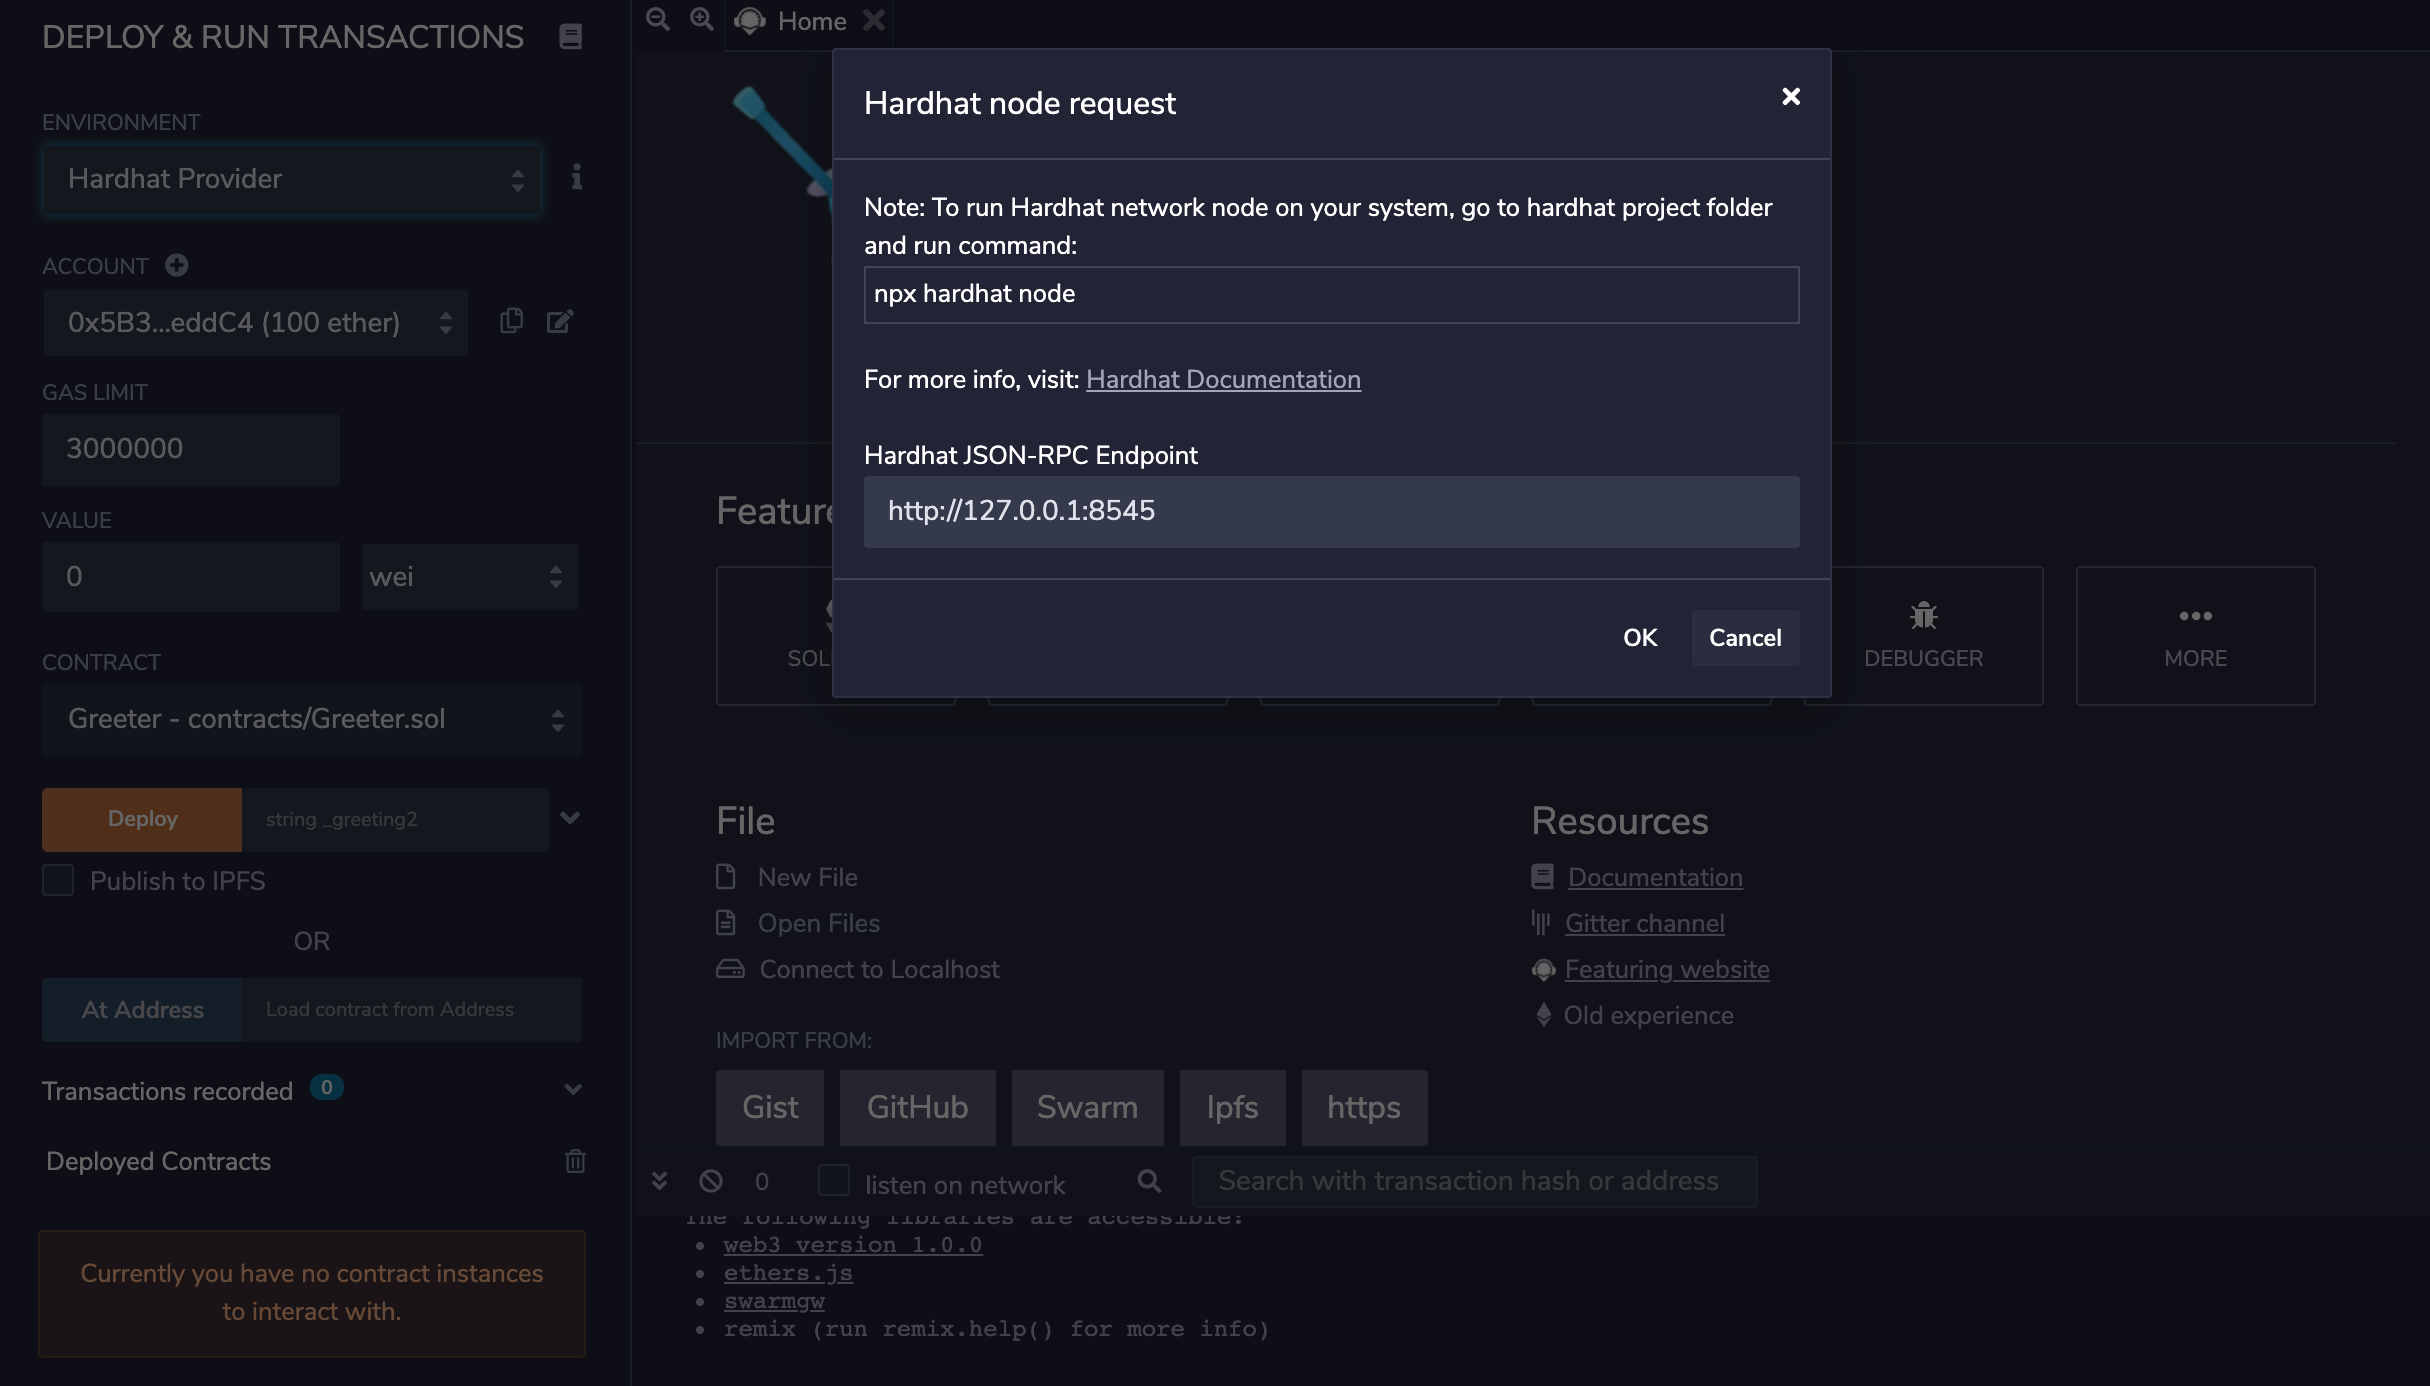 DEPLOY & RUN TRANSACTIONS
ENVIRONMENT
Hardhat Provider
ACCOUNT
0x5B3...eddC4 (100 ether)
GAS LIMIT
3000000
VALUE
0
wei
CONTRACT
Greeter - contracts/Greeter.sol
Deploy
string _greeting2
Publish to IPFS
OR
At Address
Load contract from Address
Transactions recorded 0
Deployed Contracts
Currently you have no contract instances
to interact with.
Home
Hardhat node request
Note: To run Hardhat network node on your system, go to hardhat project folder
and run command:
npx hardhat node
For more info, visit: Hardhat Documentation
Hardhat JSON-RPC Endpoint
http://127.0.0.1:8545
OK
Cancel
DEBUGGER
MORE
File
New File
Open Files
Connect to Localhost
IMPORT FROM:
Gist
GitHub
Swarm
Ipfs
https
Resources
Documentation
Gitter channel
Featuring website
Old experience
0
listen on network
Search with transaction hash or address
The following libraries are accessible:
web3 version 1.0.0
ethers.js
swarmgw
remix (run remix.help() for more info)